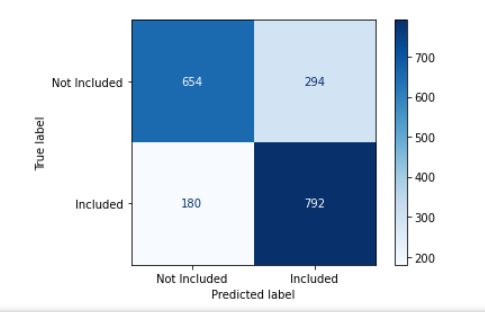 Not Included
654
294
Included
180
792
Not Included
Included
Predicted label
True label
700
600
500
400
300
200